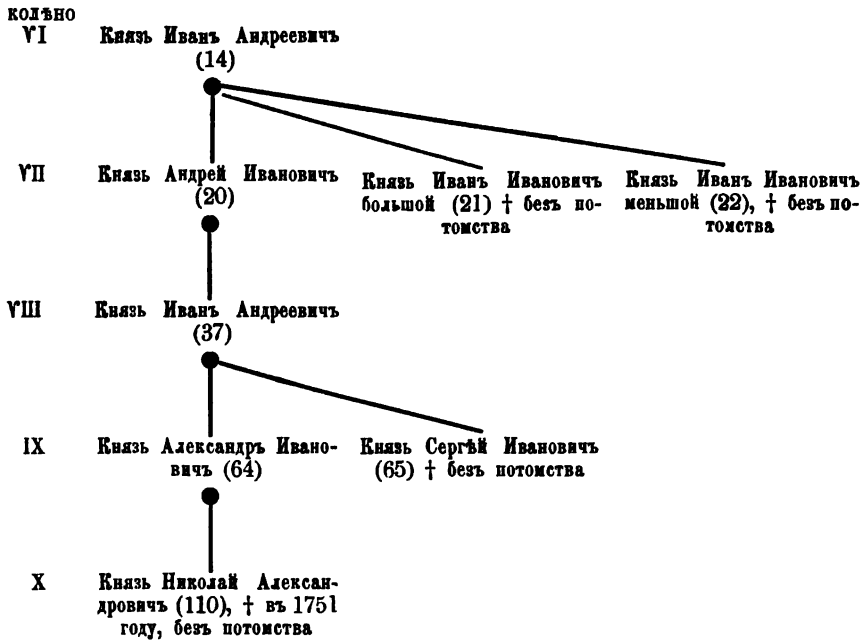 колѣно
VI Князь Иванъ Андреевичъ
(14)
VII Князь Андрей Ивановичъ
(20)
Князь Иванъ Ивановичъ
большой (21) † безъ по-
томства
Князь Иванъ Ивановичъ
меньшой (22), † безъ по-
томства
VIII Князь Иванъ Андреевичъ
(37)
IX Князь Александръ Ивано-
вичъ (64)
Князь Сергѣй Ивановичъ
(65) † безъ потомства
X Князь Николай Алексан-
дровичъ (110), † въ 1751
году, безъ потомства